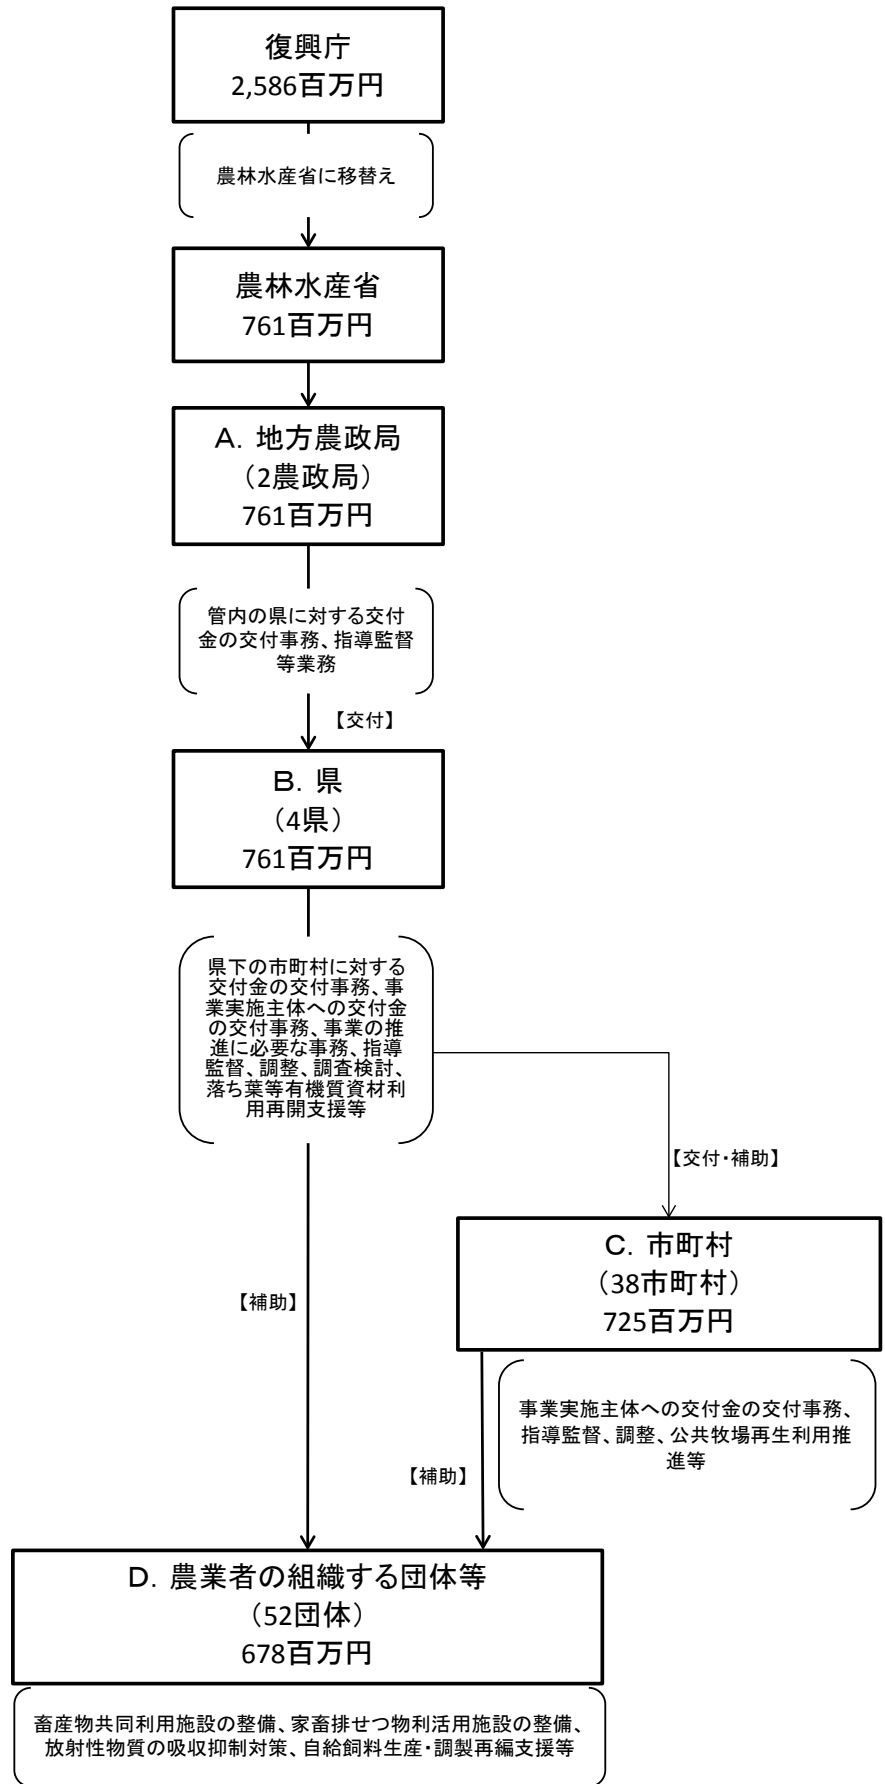 復興庁
2,586百万円
農林水産省に移替え
農林水産省
761百万円
A. 地方農政局
（2農政局）
761百万円
管内の県に対する交付
金の交付事務、指導監督
等業務
【交付】
B. 県
（4県）
761百万円
県下の市町村に対する
交付金の交付事務、事
業実施主体への交付金
の交付事務、事業の推
進に必要な事務、指導
監督、調整、調査検討、
落ち葉等有機質資材利
用再開支援等
【交付・補助】
C. 市町村
（38市町村）
725百万円
【補助】
事業実施主体への交付金の交付事務、
指導監督、調整、公共牧場再生利用推
進等
【補助】
D. 農業者の組織する団体等
（52団体）
678百万円
畜産物共同利用施設の整備、家畜排せつ物利活用施設の整備、
放射性物質の吸収抑制対策、自給飼料生産・調製再編支援等